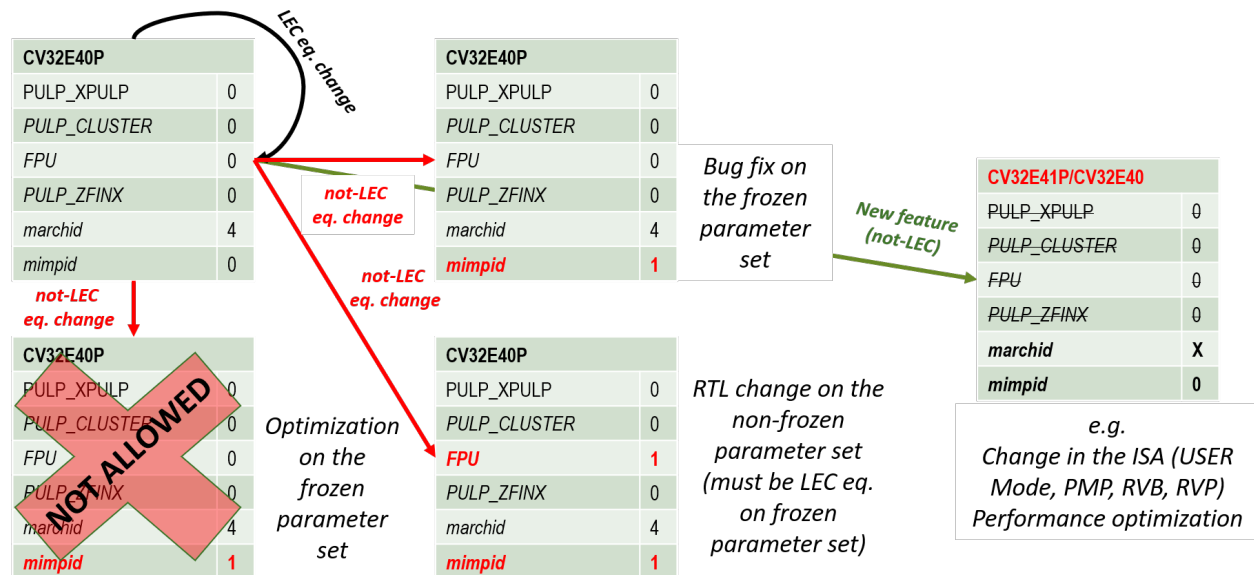 LEC eq. change
CV32E40P
PULP_XPULP 0
PULP_CLUSTER 0
FPU 0
PULP_ZFINX 0
marchid 4
mimpid 0
not-LEC
eq. change
CV32E40P
PULP_XPULP 0
PULP_CLUSTER 0
FPU 0
PULP_ZFINX 0
marchid 4
mimpid 1
Bug fix on
the frozen
parameter
set
New feature
(not-LEC)
CV32E41P/CV32E40
PULP_XPULP 0
PULP_CLUSTER 0
FPU 0
PULP_ZFINX 0
marchid X
mimpid 0
e.g.
Change in the ISA (USER
Mode, PMP, RVB, RVP)
Performance optimization
not-LEC
eq. change
not-LEC
eq. change
CV32E40P
PULP_XPULP 0
PULP_CLUSTER 0
FPU 0
PULP_ZFINX 0
marchid 4
mimpid 1
NOT ALLOWED
Optimization
on the
frozen
parameter
set
CV32E40P
PULP_XPULP 0
PULP_CLUSTER 0
FPU 1
PULP_ZFINX 0
marchid 4
mimpid 1
RTL change on the
non-frozen
parameter set
(must be LEC eq.
on frozen
parameter set)